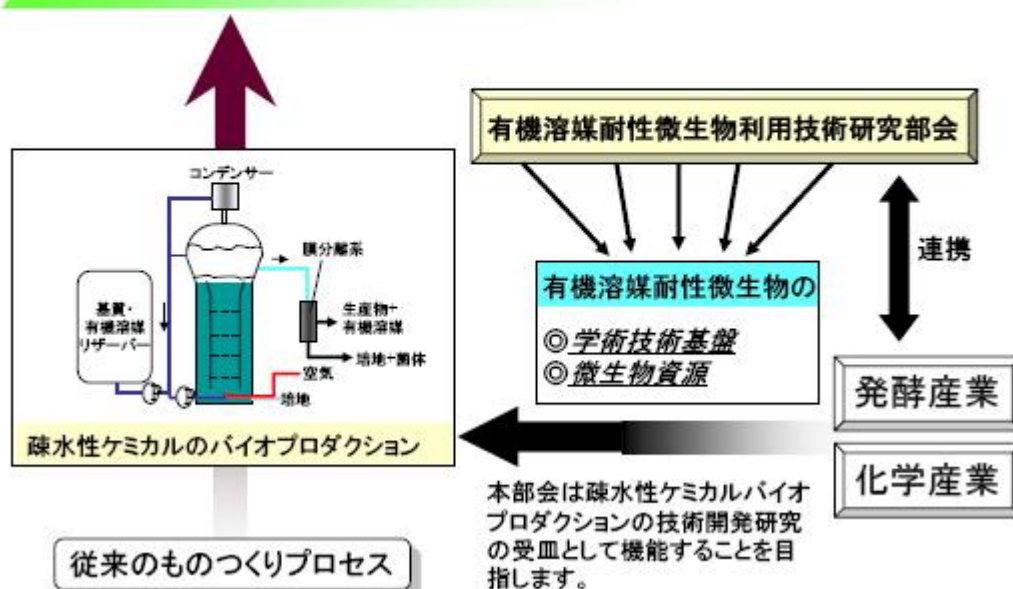 有機溶媒耐性微生物利用技術研究部会
コンデンサー
膜分離系
基質・
有機溶媒
リザーバー
生産物+
有機溶媒
培地+菌体
空気
培地
疎水性ケミカルのバイオプロダクション
従来のものつくりプロセス
連携
有機溶媒耐性微生物の
◎学術技術基盤
◎微生物資源
発酵産業
化学産業
本部会は疎水性ケミカルバイオ
プロダクションの技術開発研究
の受皿として機能することを目
指します。